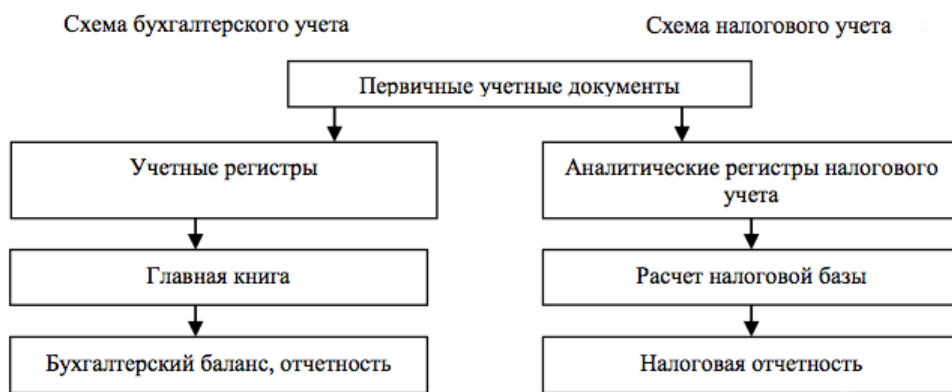 Схема бухгалтерского учета
Схема налогового учета
Первичные учетные документы
Учетные регистры
Аналитические регистры налогового
учета
Главная книга
Расчет налоговой базы
Бухгалтерский баланс, отчетность
Налоговая отчетность